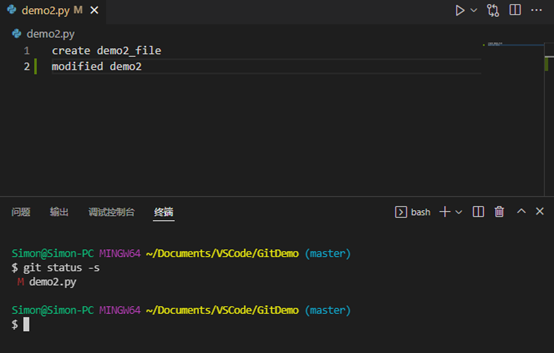 demo2.py M
demo2.py
1 create demo2_file
2 modified demo2
问题 输出 调试控制台 终端 bash
Simon@Simon-PC MINGW64 ~/Documents/VSCode/GitDemo (master)
$ git status -s
M demo2.py
Simon@Simon-PC MINGW64 ~/Documents/VSCode/GitDemo (master)
$